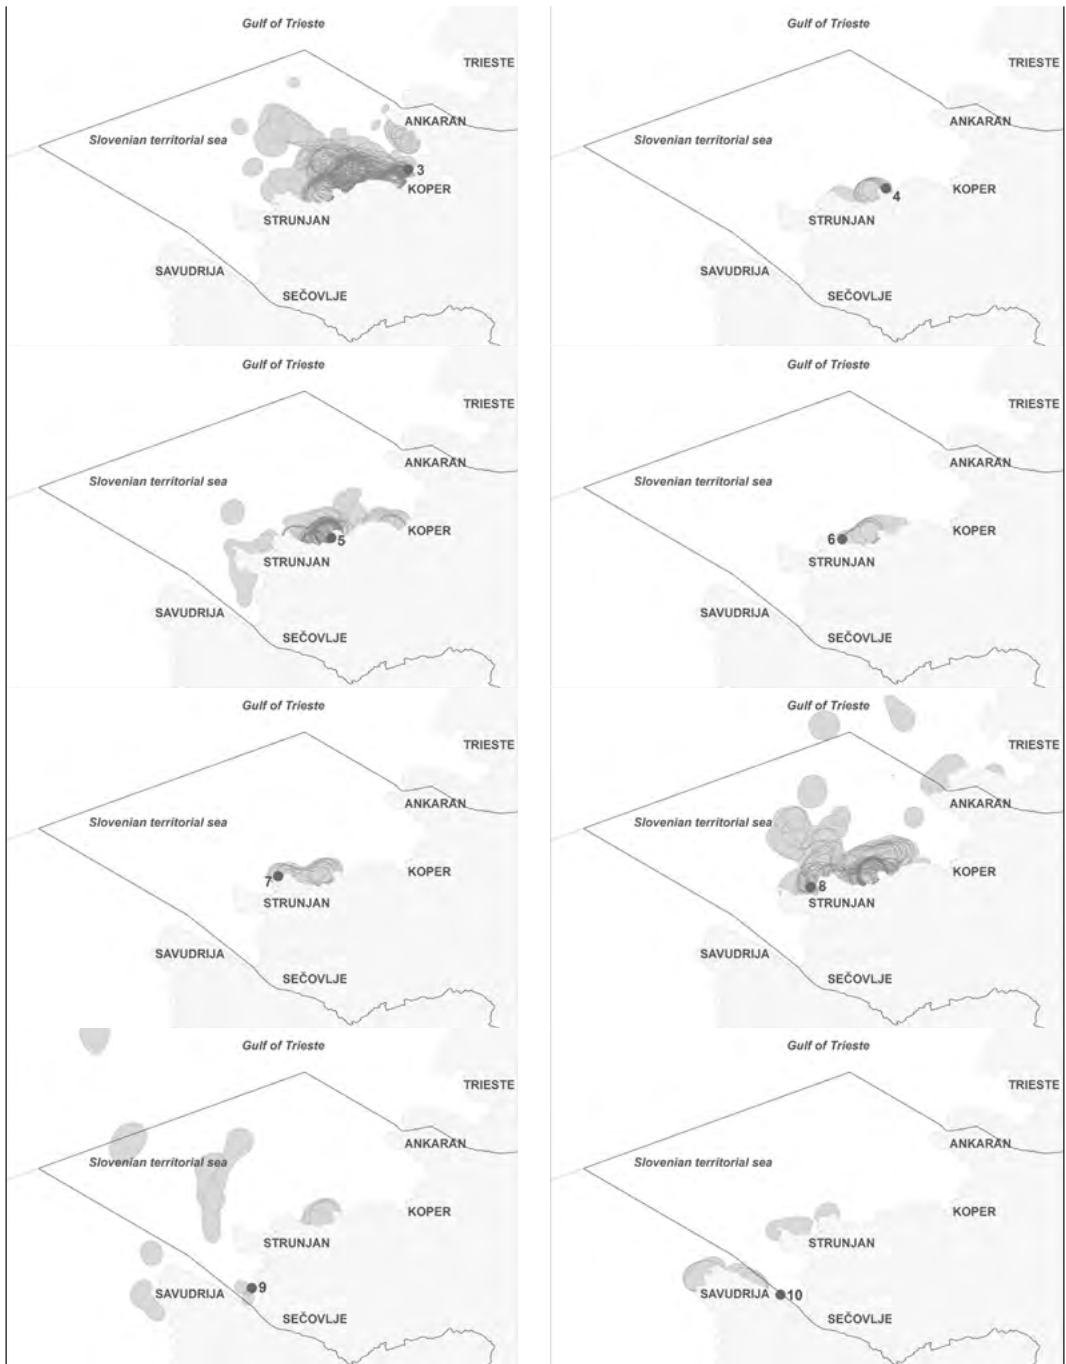 Gulf of Trieste
TRIESTE
ANKARAN
Slovenian territorial sea
3
KOPER
STRUNJAN
SAVUDRIJA
SEČOVLJE
Gulf of Trieste
TRIESTE
ANKARAN
Slovenian territorial sea
KOPER
4
STRUNJAN
SAVUDRIJA
SEČOVLJE
Gulf of Trieste
TRIESTE
ANKARAN
Slovenian territorial sea
KOPER
5
STRUNJAN
SAVUDRIJA
SEČOVLJE
Gulf of Trieste
TRIESTE
ANKARAN
Slovenian territorial sea
KOPER
6
STRUNJAN
SAVUDRIJA
SEČOVLJE
Gulf of Trieste
TRIESTE
ANKARAN
Slovenian territorial sea
KOPER
7
STRUNJAN
SAVUDRIJA
SEČOVLJE
Gulf of Trieste
TRIESTE
ANKARAN
Slovenian territorial sea
KOPER
8
STRUNJAN
SAVUDRIJA
SEČOVLJE
Gulf of Trieste
TRIESTE
ANKARAN
Slovenian territorial sea
KOPER
STRUNJAN
9
SAVUDRIJA
SEČOVLJE
Gulf of Trieste
TRIESTE
ANKARAN
Slovenian territorial sea
KOPER
STRUNJAN
SAVUDRIJA
10
SEČOVLJE